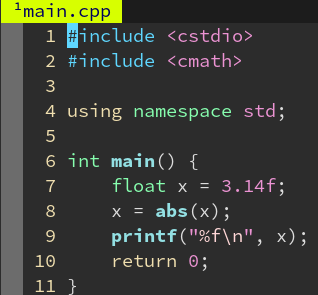 ¹main.cpp
1 #include <cstdio>
2 #include <cmath>
3
4 using namespace std;
5
6 int main() {
7     float x = 3.14f;
8     x = abs(x);
9     printf("%f\n", x);
10     return 0;
11 }